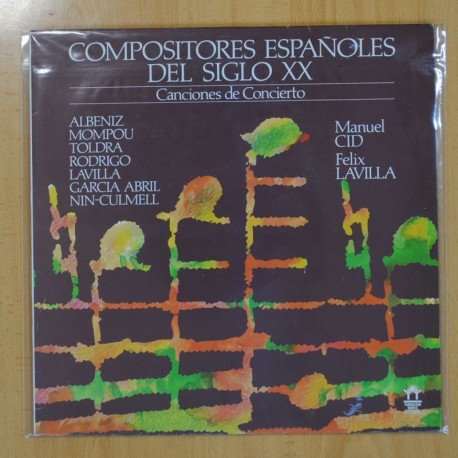 COMPOSITORES ESPAÑOLES
DEL SIGLO XX
Canciones de Concierto
ALBENIZ
MOMPOU
TOLDRA
RODRIGO
LAVILLA
GARCIA ABRIL
NIN-CULMELL
Manuel
CID
Felix
LAVILLA